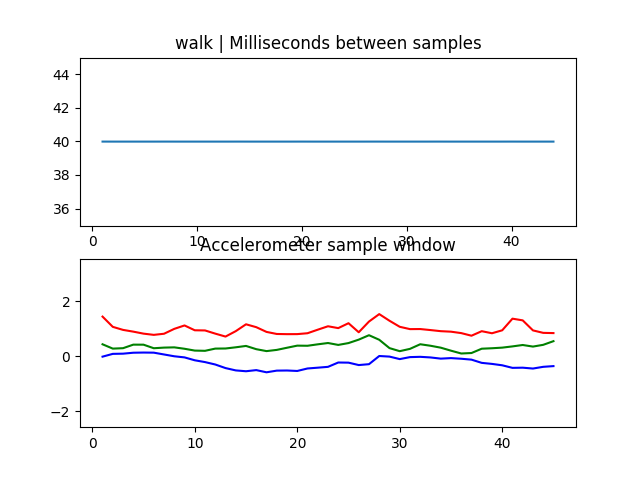 walk | Milliseconds between samples
44
42
40
38
36
0 10 20 30 40
Accelerometer sample window
2
0
−2
0 10 20 30 40